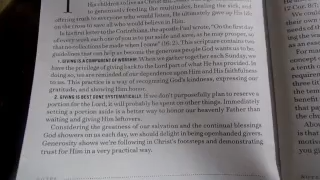 His children to live as Christ did.
to generously feeding the multitudes, healing the sick, and
offering truth to everyone who would listen, He ultimately gave up His life
on the cross to save all who would believe in Him.
In his first letter to the Corinthians, the apostle Paul wrote, "On the first day
of every week each one of you is to put aside and save, as he may prosper, so
that no collections be made when I come" (16:2). This scripture contains two
guidelines that can help us become the generous people God wants us to be.
1. GIVING IS A COMPONENT OF WORSHIP. When we gather together each Sunday, we
have the privilege of giving back to the Lord part of what He has provided. In
doing so, we are reminded of our dependence upon Him and His faithfulness
to us. This practice is a way of recognizing God's kindness, expressing our
gratitude, and showing Him honor.
2. GIVING IS BEST DONE SYSTEMATICALLY. If we don't purposefully plan to reserve a
portion for the Lord, it will probably be spent on other things. Immediately
setting a portion aside is a better way to honor our heavenly Father than
waiting and giving Him leftovers.
Considering the greatness of our salvation and the continual blessings
God showers on us each day, we should delight in being openhanded givers.
Generosity shows we're following in Christ's footsteps and demonstrating
trust for Him in a very practical way.